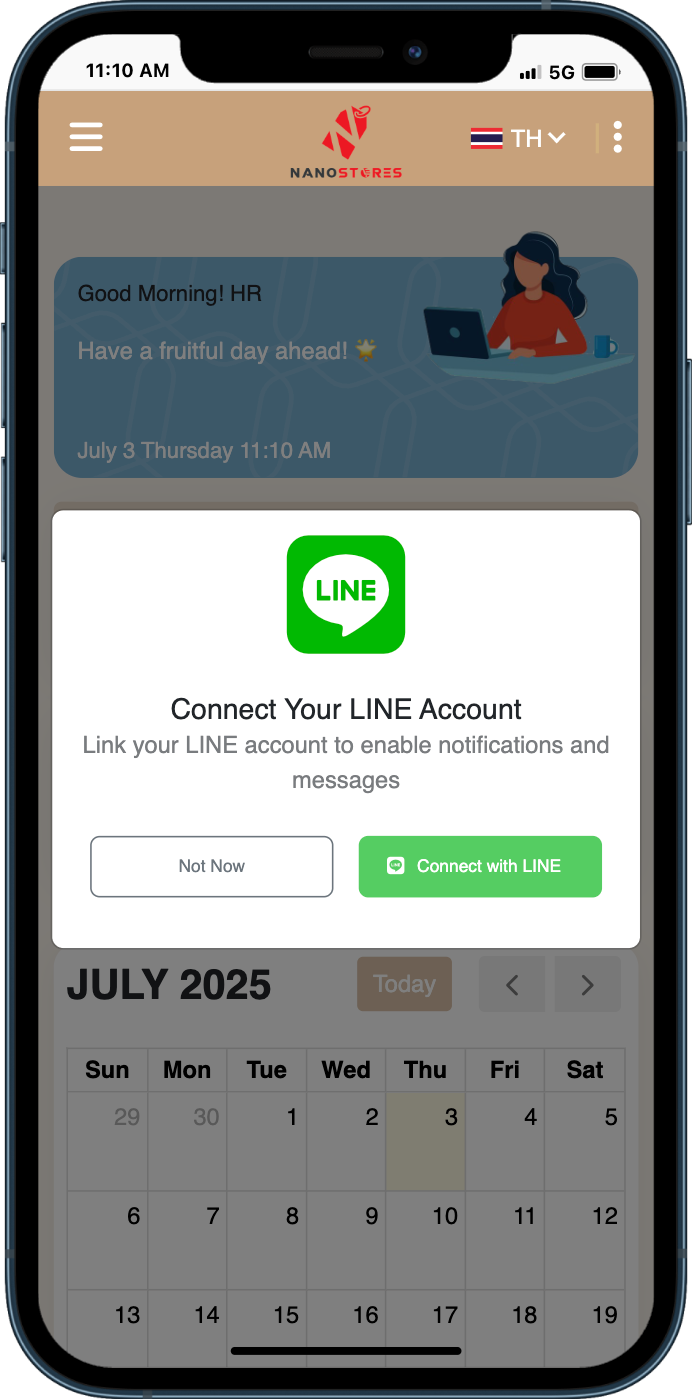 11:10 AM
5G
NANOSTORES
TH
Good Morning! HR
Have a fruitful day ahead! 🌟
July 3 Thursday 11:10 AM
LINE
Connect Your LINE Account
Link your LINE account to enable notifications and
messages
Not Now
LINE Connect with LINE
JULY 2025
Today
Sun Mon Tue Wed Thu Fri Sat
29 30 1 2 3 4 5
6 7 8 9 10 11 12
13 14 15 16 17 18 19